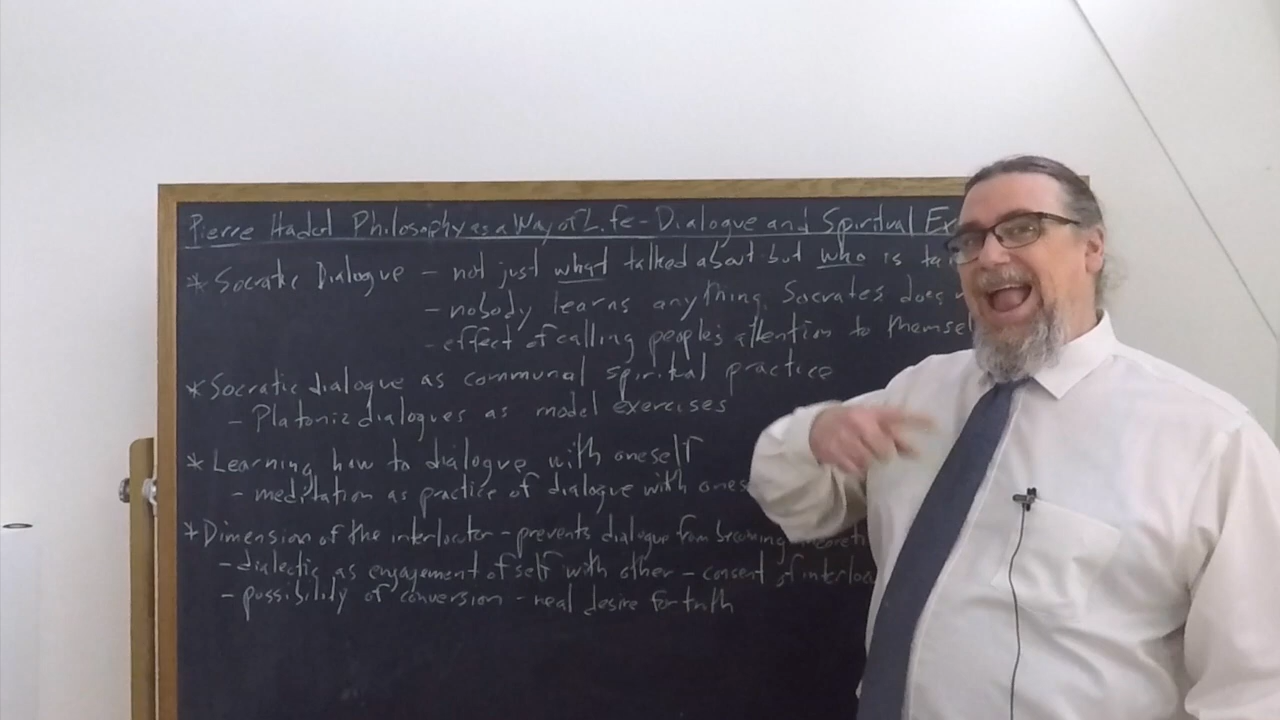 Pierre Hadot Philosophy as a Way of Life - Dialogue and Spiritual Ex
* Socratic Dialogue - not just what talked about but who is ta
- nobody learns anything, Socrates does
- effect of calling people's attention to themsel
* Socratic dialogue as communal spiritual practice
- Platonic dialogues as model exercises
* Learning how to dialogue with oneself
- meditation as practice of dialogue with ones
* Dimension of the interlocutor - prevents dialogue from becoming theoreti
- dialectic as engagement of self with other - consent of interlocu
- possibility of conversion - real desire for truth